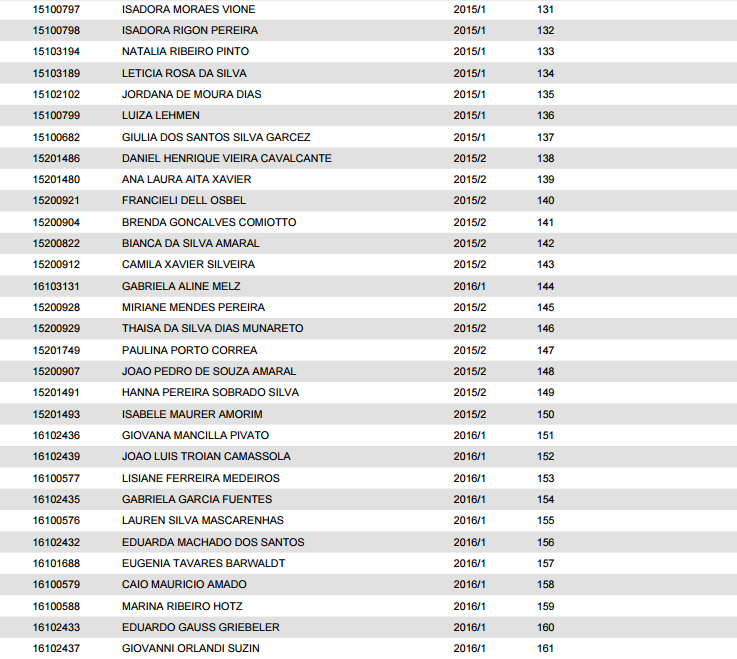 15100797 ISADORA MORAES VIONE 2015/1 131
15100798 ISADORA RIGON PEREIRA 2015/1 132
15103194 NATALIA RIBEIRO PINTO 2015/1 133
15103189 LETICIA ROSA DA SILVA 2015/1 134
15102102 JORDANA DE MOURA DIAS 2015/1 135
15100799 LUIZA LEHMEN 2015/1 136
15100682 GIULIA DOS SANTOS SILVA GARCEZ 2015/1 137
15201486 DANIEL HENRIQUE VIEIRA CAVALCANTE 2015/2 138
15201480 ANA LAURA AITA XAVIER 2015/2 139
15200921 FRANCIELI DELL OSBEL 2015/2 140
15200904 BRENDA GONCALVES COMIOTTO 2015/2 141
15200822 BIANCA DA SILVA AMARAL 2015/2 142
15200912 CAMILA XAVIER SILVEIRA 2015/2 143
16103131 GABRIELA ALINE MELZ 2016/1 144
15200928 MIRIANE MENDES PEREIRA 2015/2 145
15200929 THAISA DA SILVA DIAS MUNARETO 2015/2 146
15201749 PAULINA PORTO CORREA 2015/2 147
15200907 JOAO PEDRO DE SOUZA AMARAL 2015/2 148
15201491 HANNA PEREIRA SOBRADO SILVA 2015/2 149
15201493 ISABELE MAURER AMORIM 2015/2 150
16102436 GIOVANA MANCILLA PIVATO 2016/1 151
16102439 JOAO LUIS TROIAN CAMASSOLA 2016/1 152
16100577 LISIANE FERREIRA MEDEIROS 2016/1 153
16102435 GABRIELA GARCIA FUENTES 2016/1 154
16100576 LAUREN SILVA MASCARENHAS 2016/1 155
16102432 EDUARDA MACHADO DOS SANTOS 2016/1 156
16101688 EUGENIA TAVARES BARWALDT 2016/1 157
16100579 CAIO MAURICIO AMADO 2016/1 158
16100588 MARINA RIBEIRO HOTZ 2016/1 159
16102433 EDUARDO GAUSS GRIEBELER 2016/1 160
16102437 GIOVANNI ORLANDI SUZIN 2016/1 161